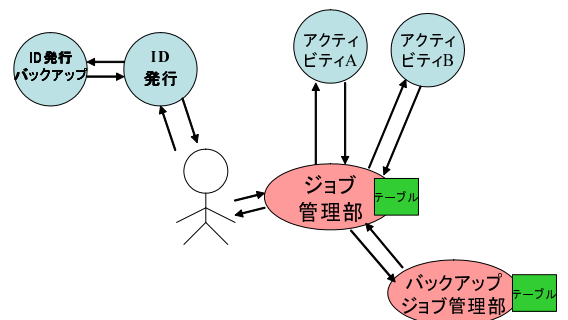 ID発行
バックアップ
ID
発行
アクティ
ビティA
アクティ
ビティB
ジョブ
管理部
テーブル
バックアップ
ジョブ管理部
テーブル